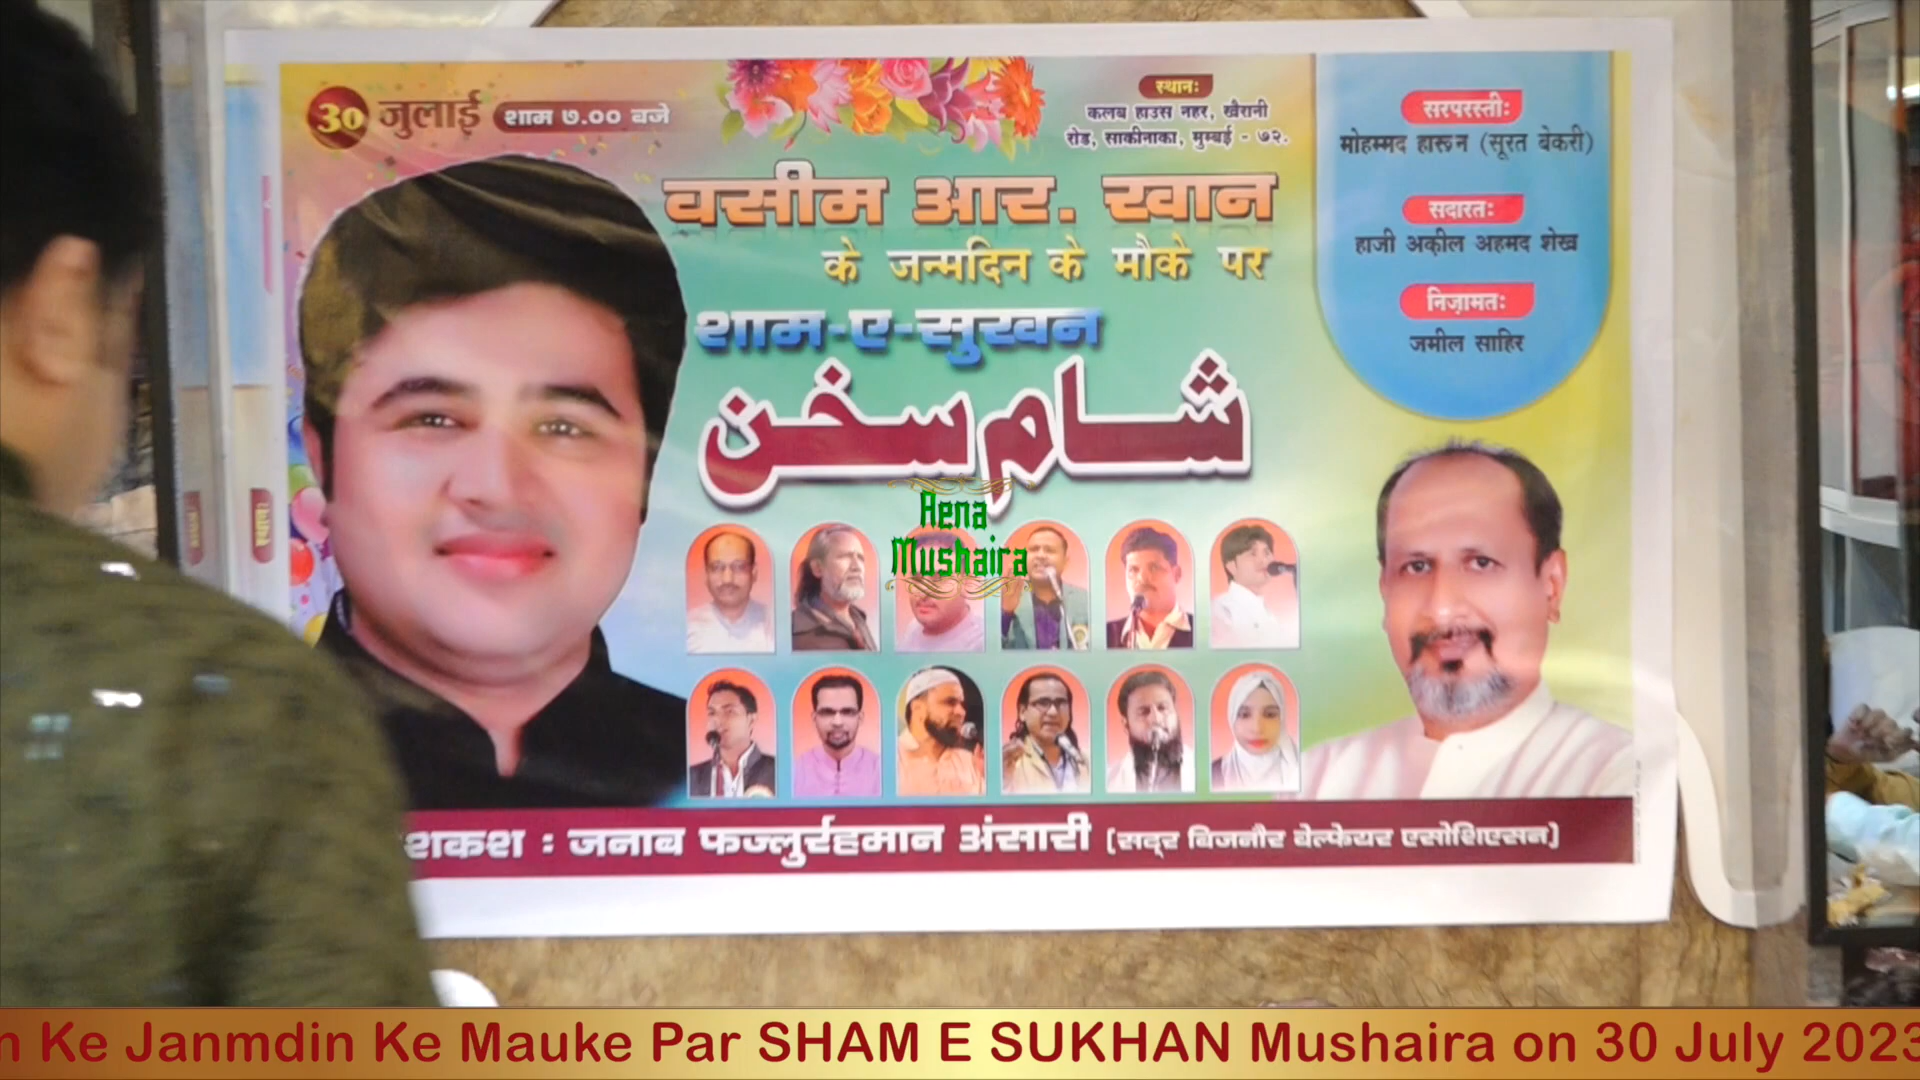 30 जुलाई शाम ७.०० बजे
स्थान:
कलब हाउस नहर, खैरानी
रोड, साकीनाका, मुम्बई - ७२.
वसीम आर. खान
के जन्मदिन के मौके पर
शाम-ए-सुखन
شام سخن
सरपरस्ती:
मोहम्मद हारून (सूरत बेकरी)
सदारत:
हाजी अक़ील अहमद शेख
निज़ामत:
जमील साहिर
Aena
Mushaira
शकश : जनाब फज्लुर्रहमान अंसारी (सद्र बिजनौर वेल्फेयर एसोशिएसन)
n Ke Janmdin Ke Mauke Par SHAM E SUKHAN Mushaira on 30 July 2023